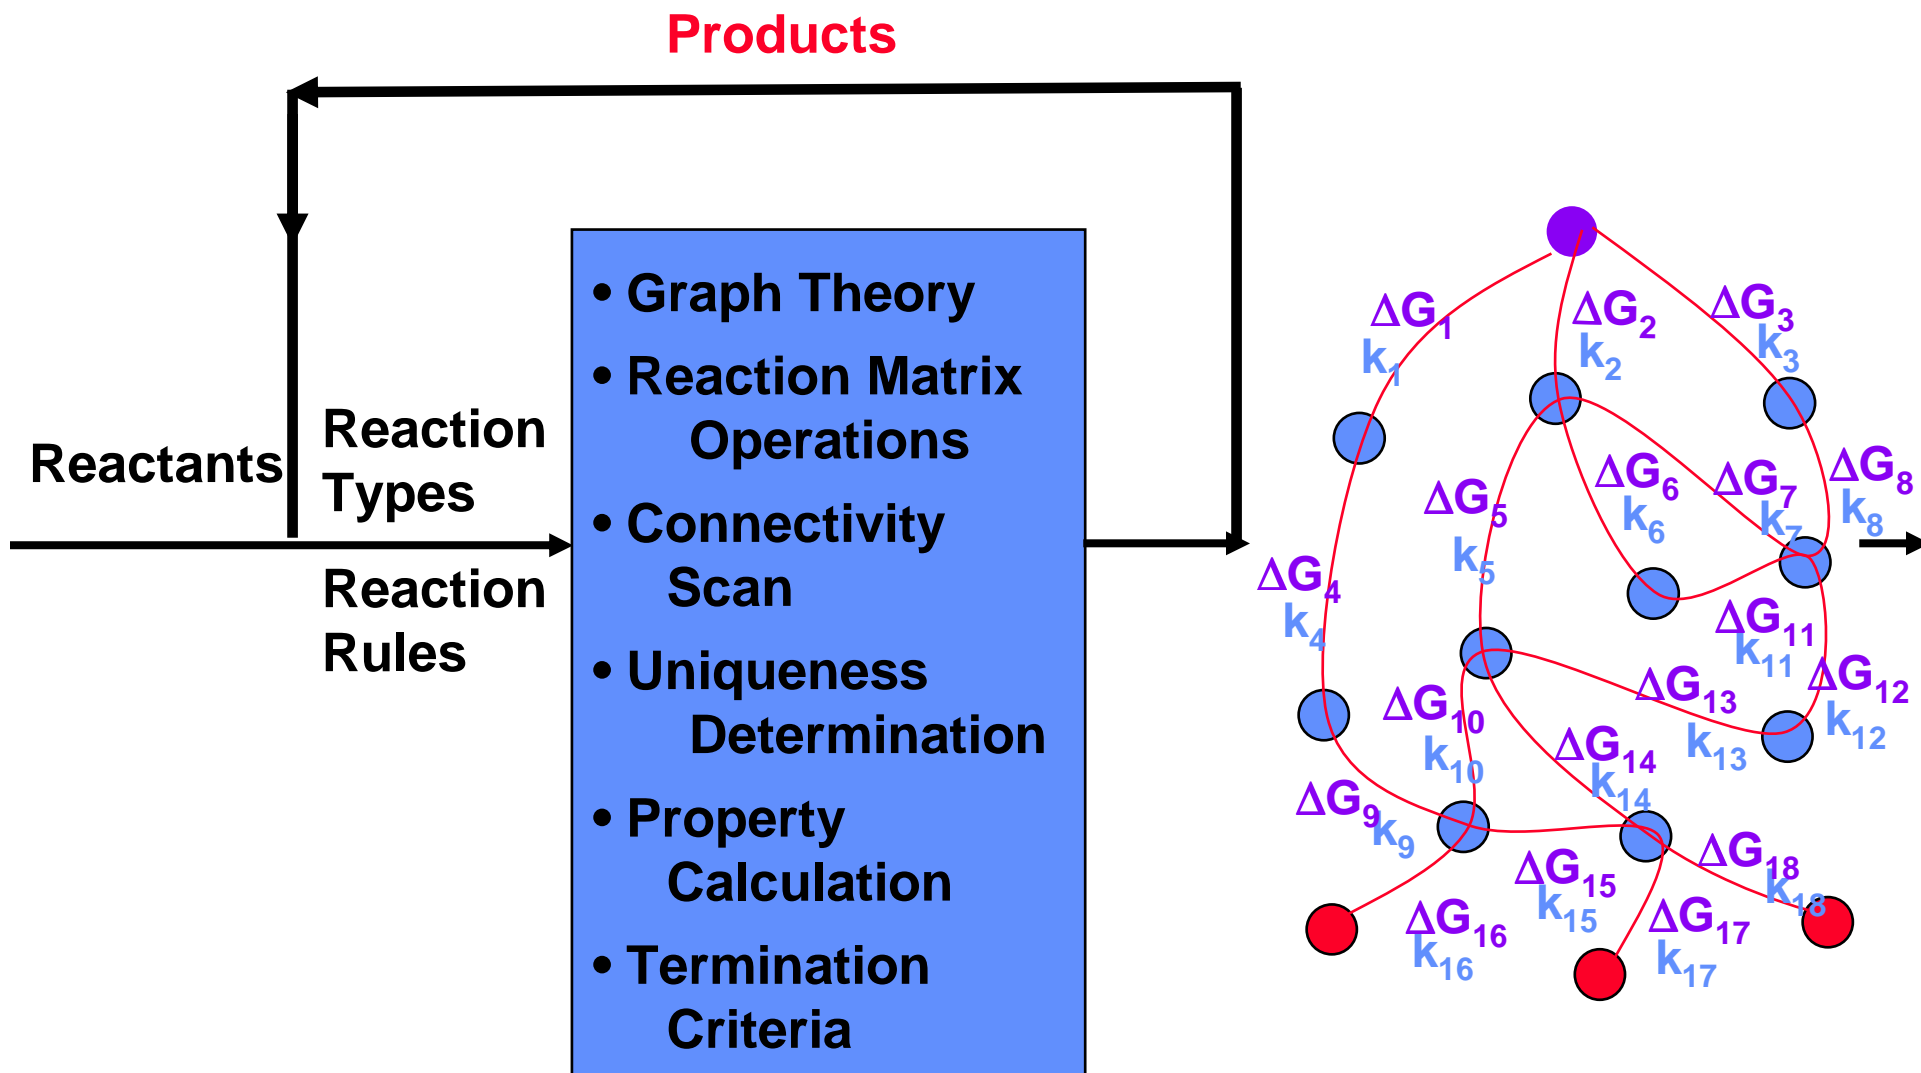 Products
Reactants
Reaction
Types
Reaction
Rules
• Graph Theory
• Reaction Matrix
Operations
• Connectivity
Scan
• Uniqueness
Determination
• Property
Calculation
• Termination
Criteria
ΔG₁
k₁
ΔG₂
k₂
ΔG₃
k₃
ΔG₄
k₄
ΔG₅
k₅
ΔG₆
k₆
ΔG₇
k₇
ΔG₈
k₈
ΔG₉
k₉
ΔG₁₀
k₁₀
ΔG₁₁
k₁₁
ΔG₁₂
k₁₂
ΔG₁₃
k₁₃
ΔG₁₄
k₁₄
ΔG₁₅
k₁₅
ΔG₁₆
k₁₆
ΔG₁₇
k₁₇
ΔG₁₈
k₁₈